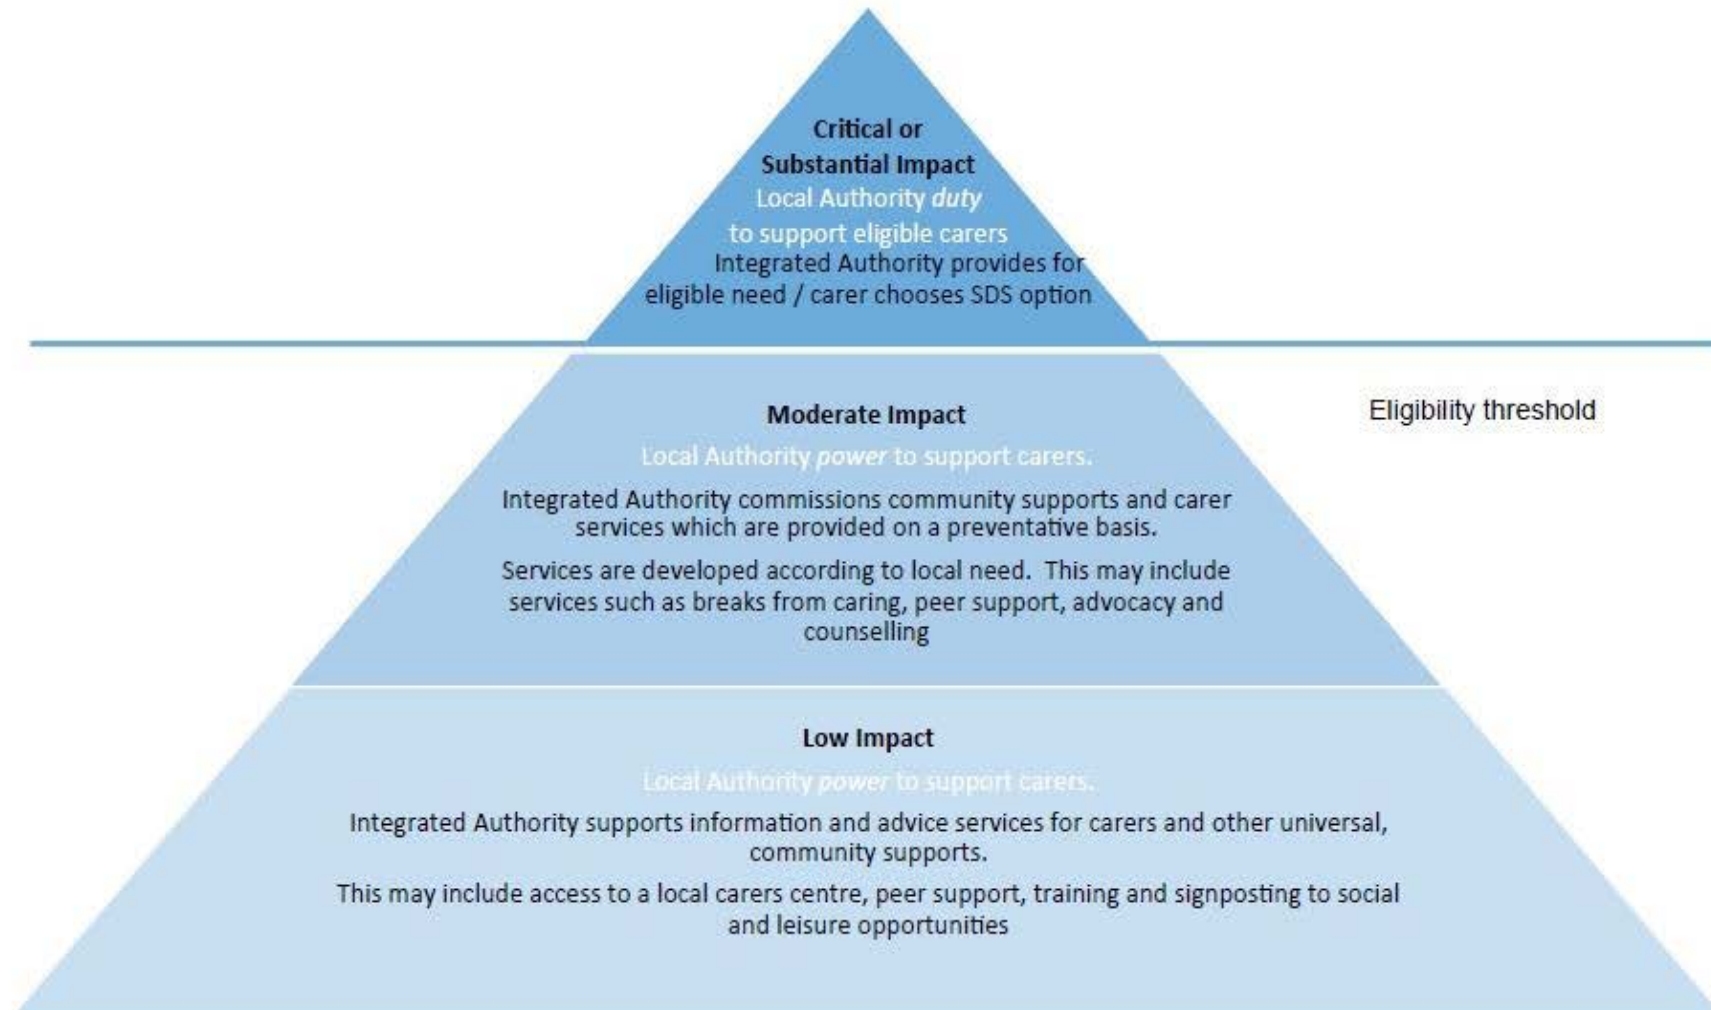 Critical or
Substantial Impact
Local Authority duty
to support eligible carers
Integrated Authority provides for
eligible need / carer chooses SDS option
Eligibility threshold
Moderate Impact
Local Authority power to support carers.
Integrated Authority commissions community supports and carer
services which are provided on a preventative basis.
Services are developed according to local need.  This may include
services such as breaks from caring, peer support, advocacy and
counselling
Low Impact
Local Authority power to support carers.
Integrated Authority supports information and advice services for carers and other universal,
community supports.
This may include access to a local carers centre, peer support, training and signposting to social
and leisure opportunities